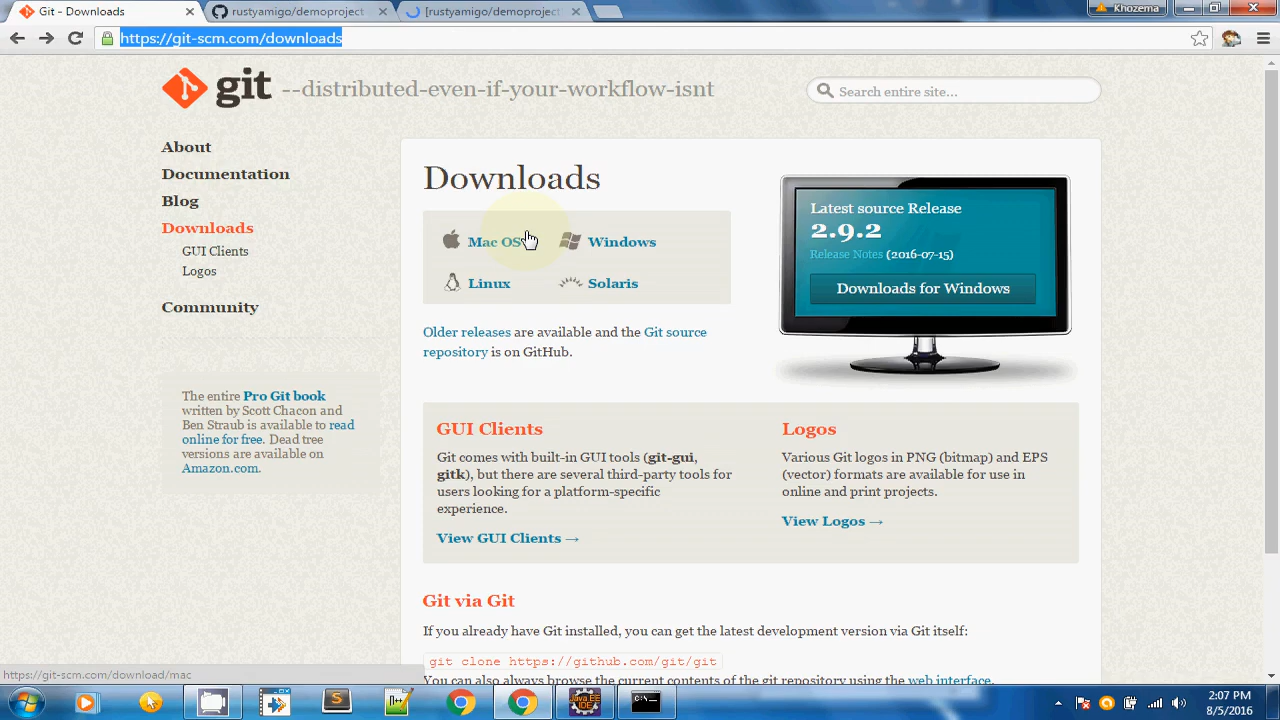 Git - Downloads
rustyamigo/demoproject
[rustyamigo/demoproject
Khozema
https://git-scm.com/downloads
git --distributed-even-if-your-workflow-isnt
Search entire site...
About
Documentation
Blog
Downloads
GUI Clients
Logos
Community
The entire Pro Git book
written by Scott Chacon and
Ben Straub is available to read
online for free. Dead tree
versions are available on
Amazon.com.
Downloads
Mac OS
Windows
Linux
Solaris
Older releases are available and the Git source
repository is on GitHub.
Latest source Release
2.9.2
Release Notes (2016-07-15)
Downloads for Windows
GUI Clients
Git comes with built-in GUI tools (git-gui,
gitk), but there are several third-party tools for
users looking for a platform-specific
experience.
View GUI Clients →
Logos
Various Git logos in PNG (bitmap) and EPS
(vector) formats are available for use in
online and print projects.
View Logos →
Git via Git
If you already have Git installed, you can get the latest development version via Git itself:
git clone https://github.com/git/git
You can also always browse the current contents of the git repository using the web interface.
https://git-scm.com/download/mac
Java EE
IDE
2:07 PM
8/5/2016